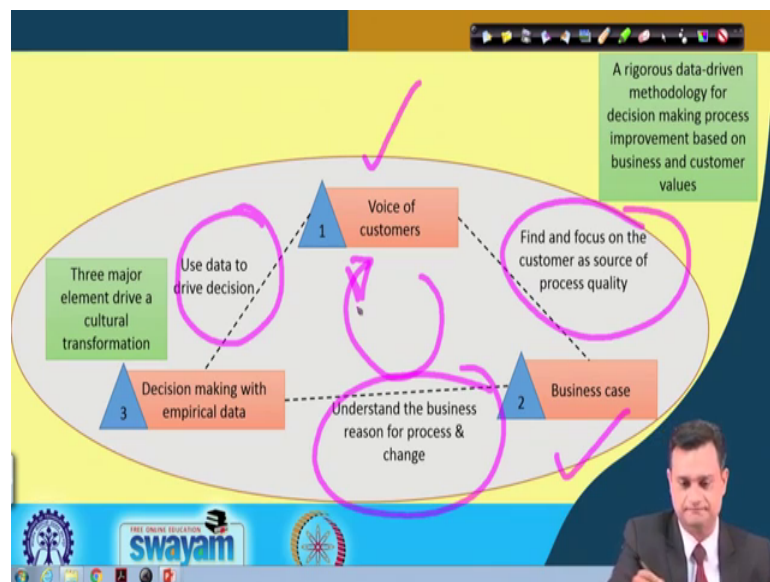 A rigorous data-driven
methodology for
decision making process
improvement based on
business and customer
values
1
Voice of
customers
Use data to
drive decision
Find and focus on the
customer as source of
process quality
Three major
element drive a
cultural
transformation
3
Decision making with
empirical data
2
Business case
Understand the business
reason for process &
change
FREE ONLINE EDUCATION
swayam